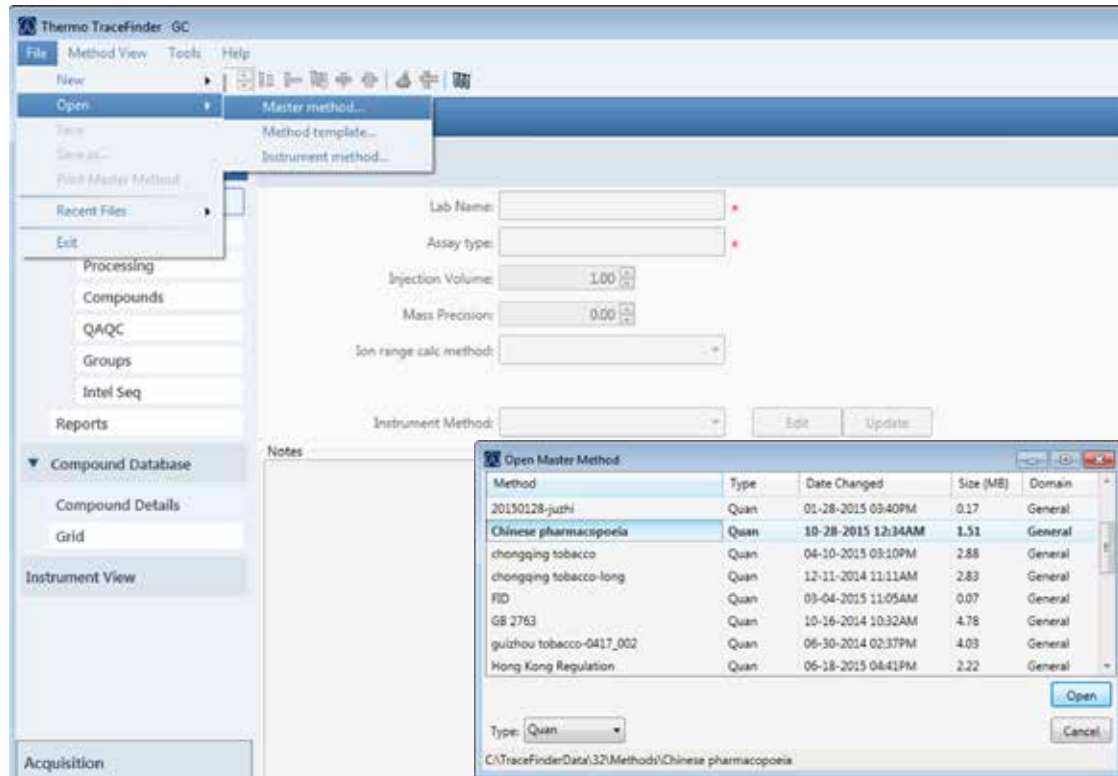 Thermo TraceFinder GC
File Method View Tools Help
New
Open
Master method...
Method template...
Save
Save as...
Instrument method...
Print Master Method
Recent Files
Exit
Lab Name: *
Assay type: *
Processing
Injection Volume: 1.00
Compounds
Mass Precision: 0.00
QAQC
Ion range calc method:
Groups
Intel Seq
Reports
Instrument Method: Edit Update
Notes
Compound Database
Compound Details
Grid
Instrument View
Acquisition
Open Master Method
Method Type Date Changed Size (MB) Domain
20150128-juzhi Quan 01-28-2015 03:40PM 0.17 General
Chinese pharmacopoeia Quan 10-28-2015 12:34AM 1.51 General
chongqing tobacco Quan 04-10-2015 03:10PM 2.88 General
chongqing tobacco-long Quan 12-11-2014 11:11AM 2.83 General
FID Quan 03-04-2015 11:05AM 0.07 General
GB 2763 Quan 10-16-2014 10:32AM 4.78 General
guizhou tobacco-0417_002 Quan 06-30-2014 02:37PM 4.03 General
Hong Kong Regulation Quan 06-18-2015 04:41PM 2.22 General
Open
Type: Quan
Cancel
C:\TraceFinderData\32\Methods\Chinese pharmacopoeia